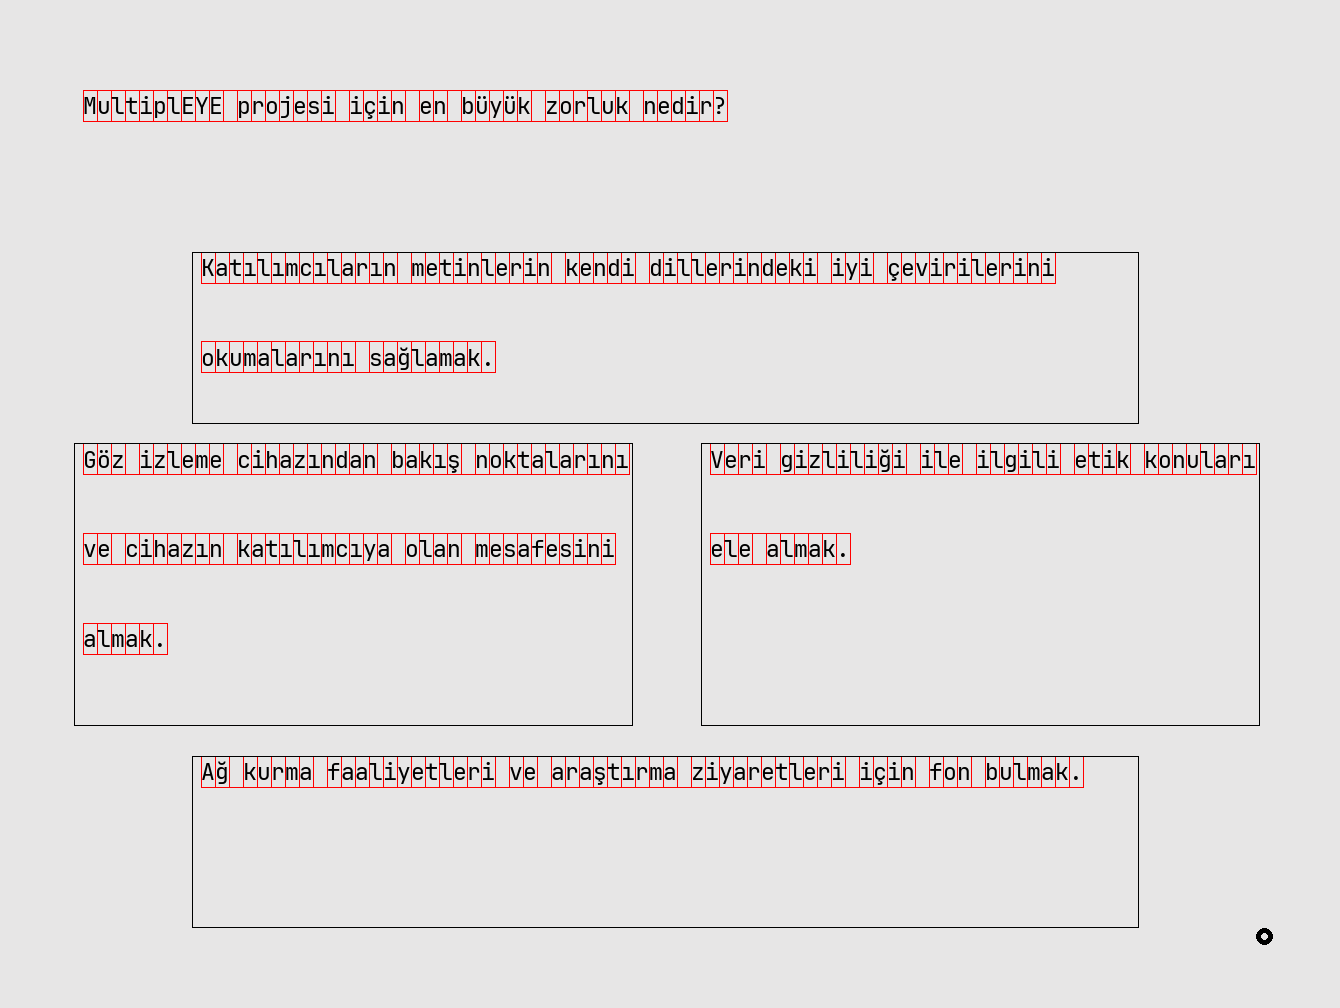 MultiplEYE projesi için en büyük zorluk nedir?
Katılımcıların metinlerin kendi dillerindeki iyi çevirilerini
okumalarını sağlamak.
Göz izleme cihazından bakış noktalarını
ve cihazın katılımcıya olan mesafesini
almak.
Veri gizliliği ile ilgili etik konuları
ele almak.
Ağ kurma faaliyetleri ve araştırma ziyaretleri için fon bulmak.